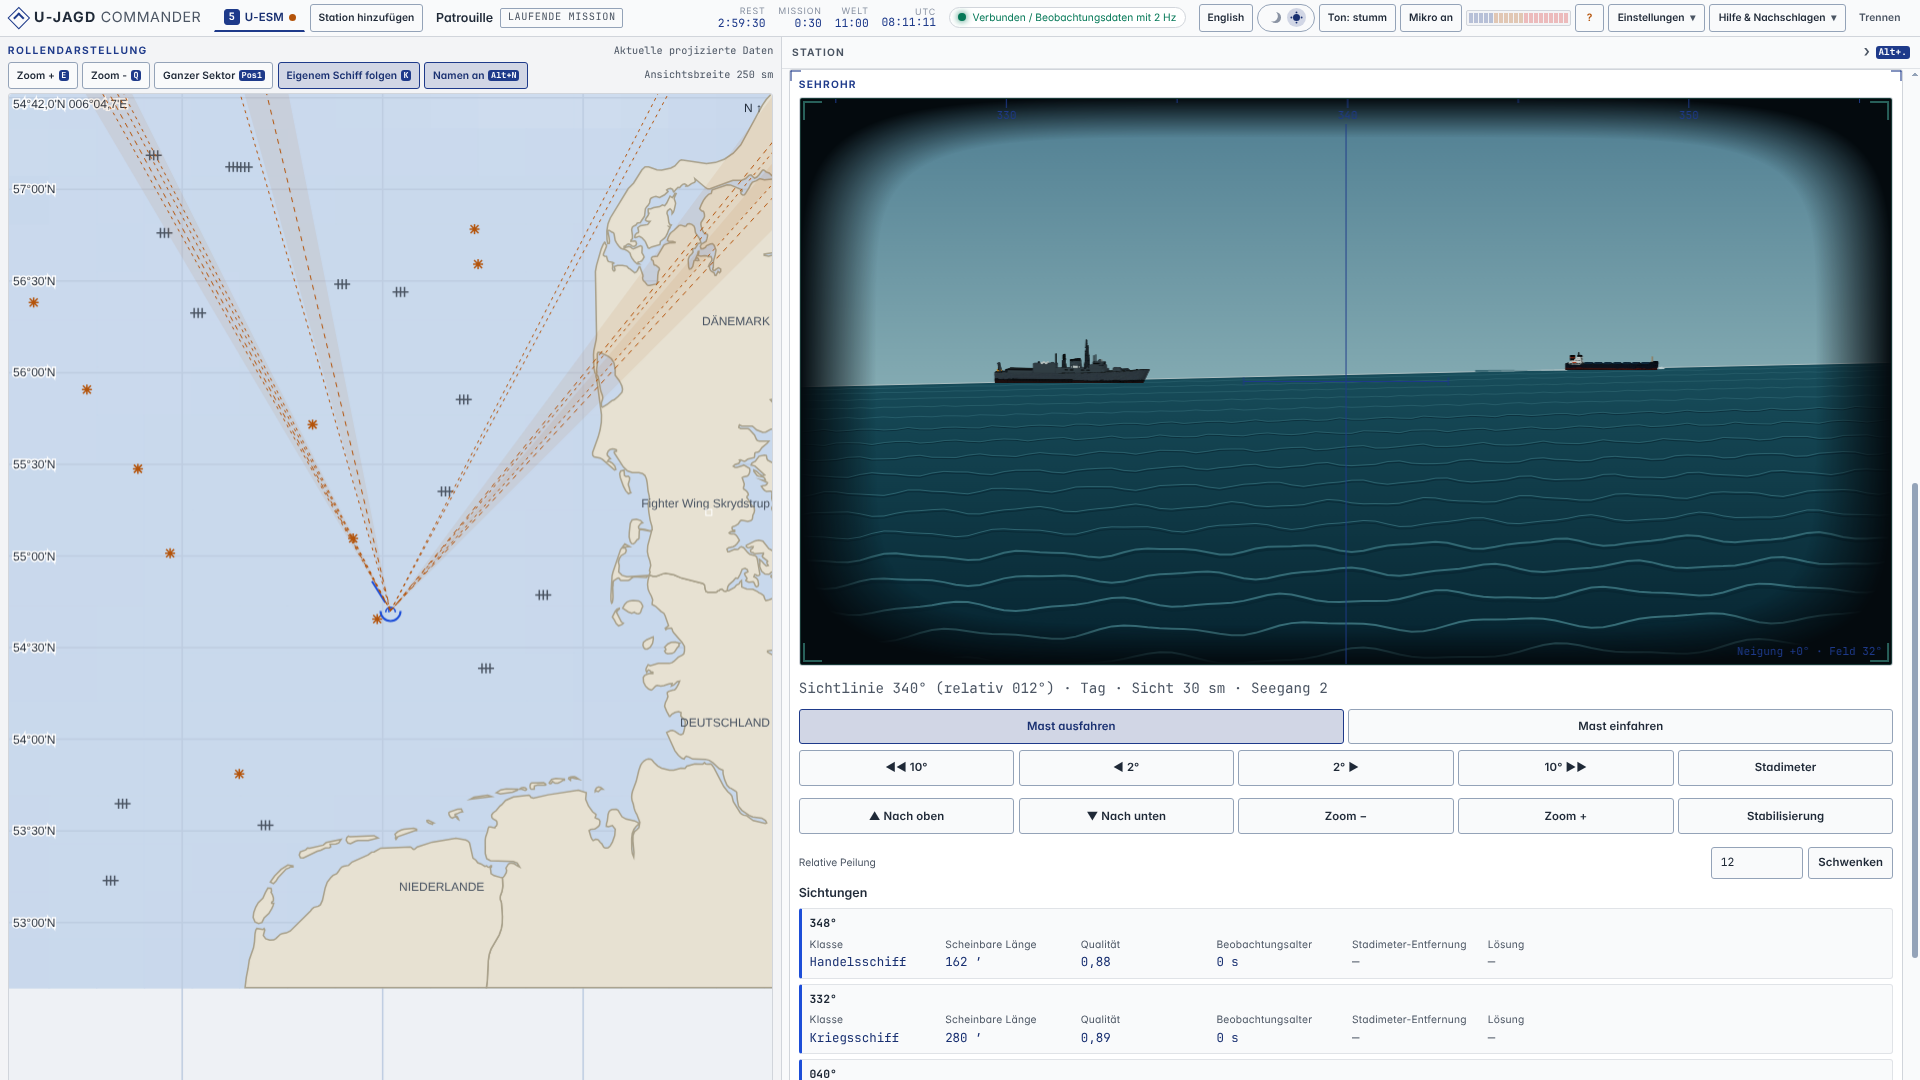 U-JAGD COMMANDER
5 U-ESM
Station hinzufügen
Patrouille
LAUFENDE MISSION
REST
2:59:30
MISSION
0:30
WELT
11:00
UTC
08:11:11
Verbunden / Beobachtungsdaten mit 2 Hz
English
Ton: stumm
Mikro an
?
Einstellungen ▾
Hilfe & Nachschlagen ▾
Trennen
ROLLENDARSTELLUNG
Aktuelle projizierte Daten
Zoom + E
Zoom - Q
Ganzer Sektor Pos1
Eigenem Schiff folgen K
Namen an Alt+N
Ansichtsbreite 250 sm
54°42,0'N 006°04,7'E
N ↑
57°00'N
56°30'N
DÄNEMARK
56°00'N
55°30'N
Fighter Wing Skrydstrup
55°00'N
54°30'N
DEUTSCHLAND
54°00'N
53°30'N
NIEDERLANDE
53°00'N
STATION
› Alt+.
SEHROHR
330
340
350
Neigung +0° · Feld 32°
Sichtlinie 340° (relativ 012°) · Tag · Sicht 30 sm · Seegang 2
Mast ausfahren
Mast einfahren
◀◀ 10°
◀ 2°
2° ▶
10° ▶▶
Stadimeter
▲ Nach oben
▼ Nach unten
Zoom −
Zoom +
Stabilisierung
Relative Peilung
12
Schwenken
Sichtungen
348°
Klasse Scheinbare Länge Qualität Beobachtungsalter Stadimeter-Entfernung Lösung
Handelsschiff 162 ′ 0,88 0 s — —
332°
Klasse Scheinbare Länge Qualität Beobachtungsalter Stadimeter-Entfernung Lösung
Kriegsschiff 280 ′ 0,89 0 s — —
040°